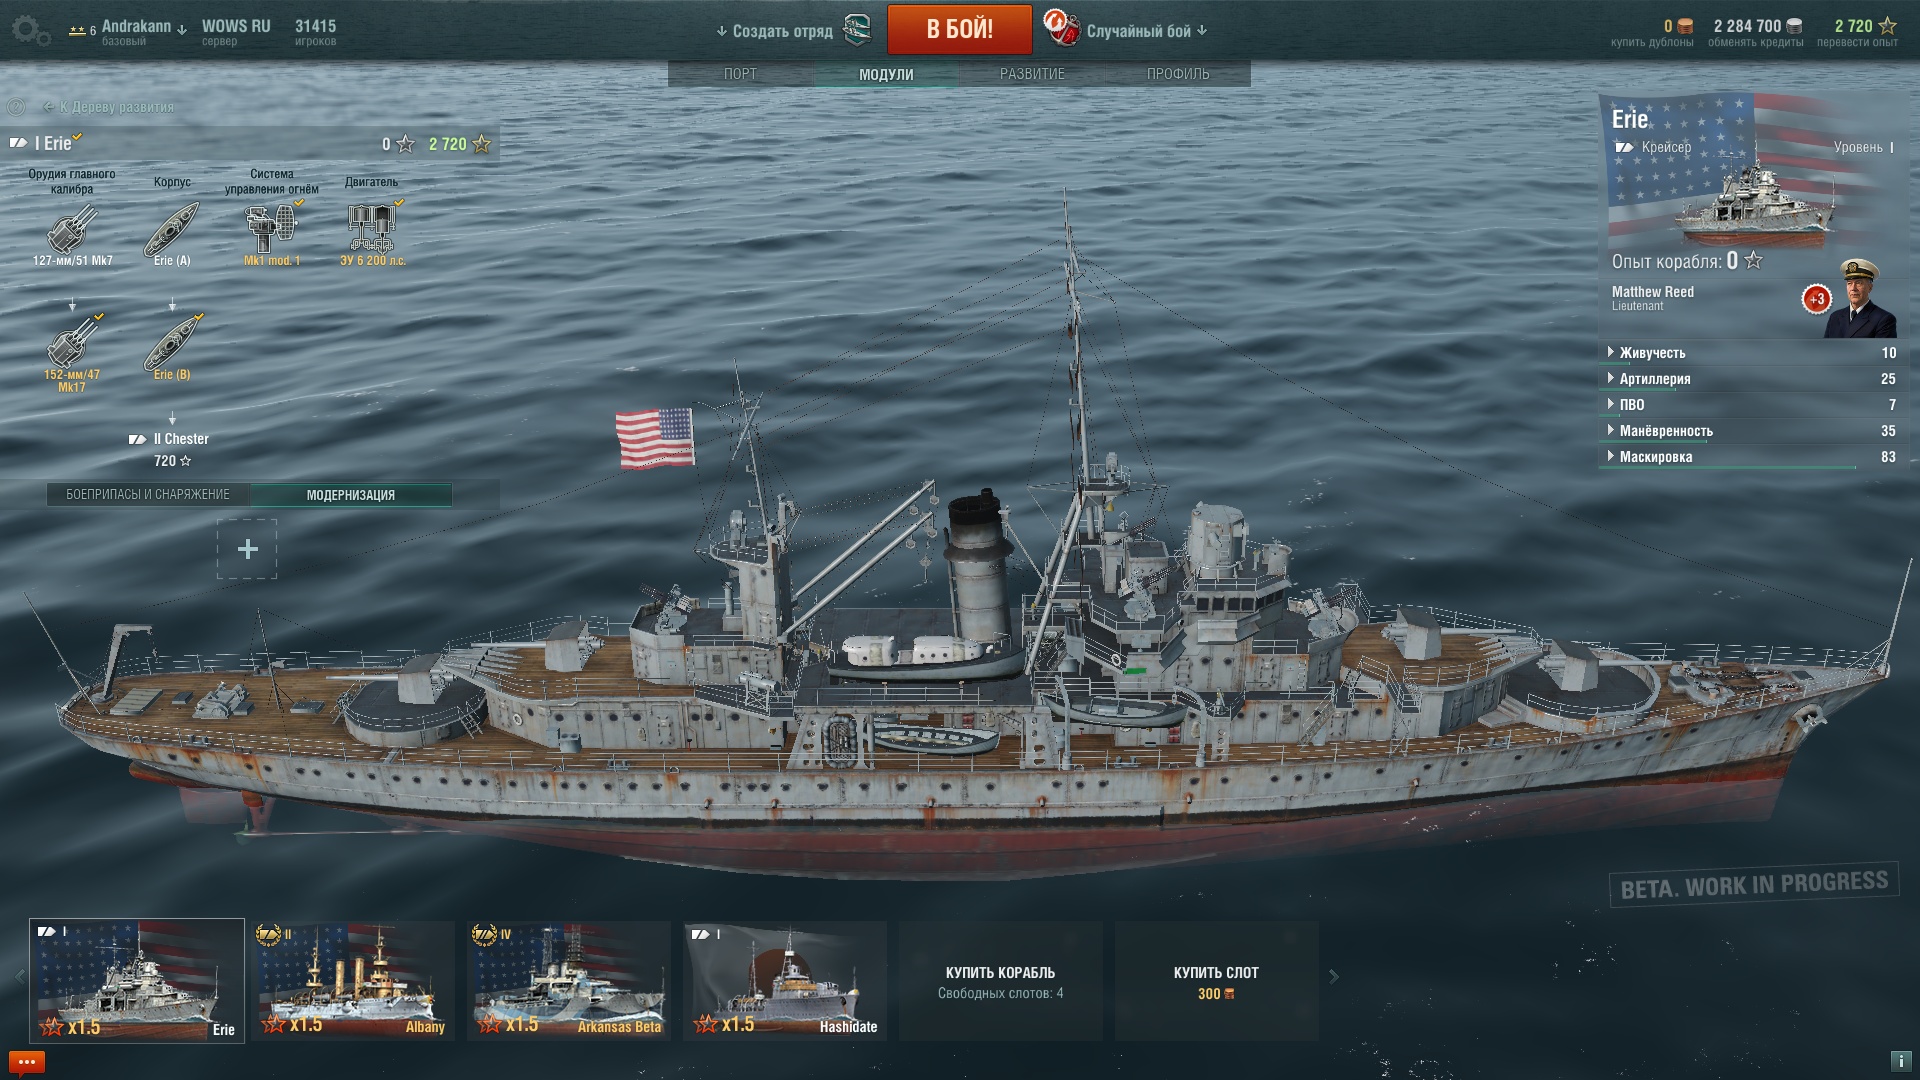 6 Andrakann
базовый
WOWS RU
сервер
31415
игроков
Создать отряд
В БОЙ!
Случайный бой
0
купить дублоны
2 284 700
обменять кредиты
2 720
перевести опыт
ПОРТ
МОДУЛИ
РАЗВИТИЕ
ПРОФИЛЬ
К Дереву развития
I Erie
0
2 720
Орудия главного
калибра
Корпус
Система
управления огнём
Двигатель
127-мм/51 Mk7
Erie (A)
Mk1 mod. 1
ЭУ 6 200 л.с.
152-мм/47
Mk17
Erie (B)
II Chester
720
БОЕПРИПАСЫ И СНАРЯЖЕНИЕ
МОДЕРНИЗАЦИЯ
+
Erie
Крейсер
Уровень I
Опыт корабля: 0
Matthew Reed
Lieutenant
+3
Живучесть 10
Артиллерия 25
ПВО 7
Манёвренность 35
Маскировка 83
BETA. WORK IN PROGRESS
I
x1.5
Erie
II
x1.5
Albany
IV
x1.5
Arkansas Beta
I
x1.5
Hashidate
КУПИТЬ КОРАБЛЬ
Свободных слотов: 4
КУПИТЬ СЛОТ
300
i